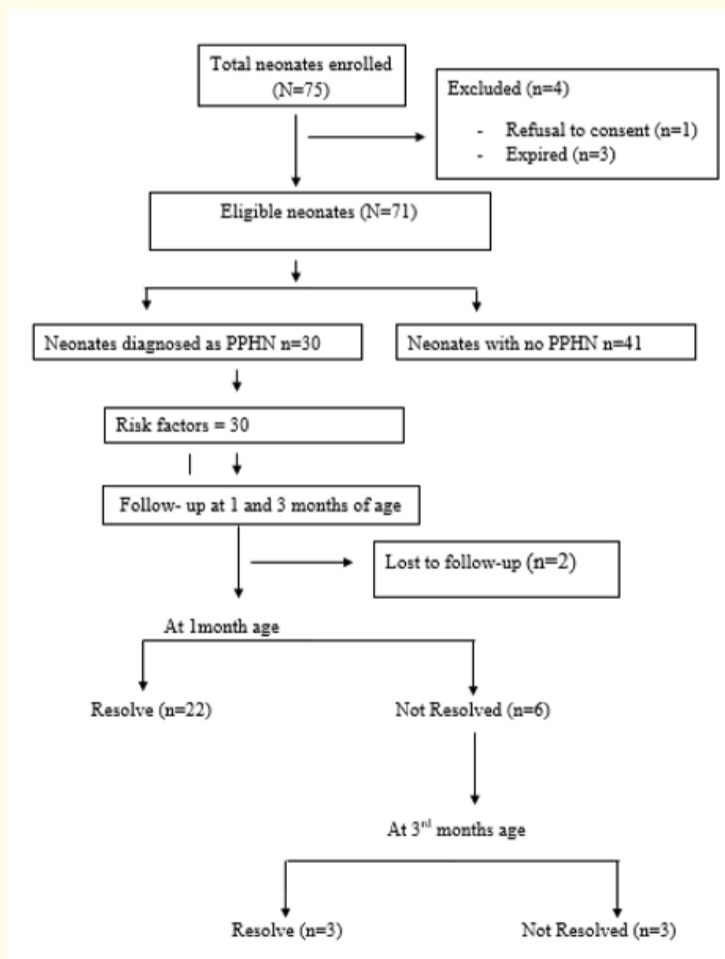 Total neonates enrolled
(N=75)
Excluded (n=4)
- Refusal to consent (n=1)
- Expired (n=3)
Eligible neonates (N=71)
Neonates diagnosed as PPHN n=30
Neonates with no PPHN n=41
Risk factors = 30
Follow- up at 1 and 3 months of age
Lost to follow-up (n=2)
At 1month age
Resolve (n=22)
Not Resolved (n=6)
At 3rd months age
Resolve (n=3)
Not Resolved (n=3)